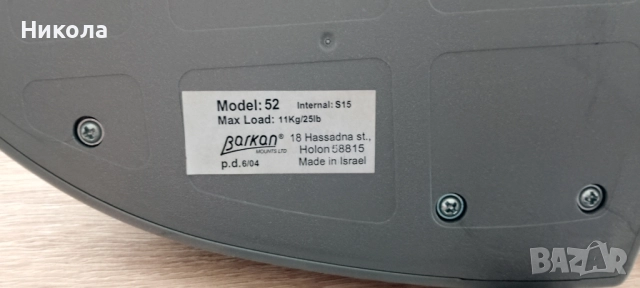 Никола
Model: 52 Internal: S15
Max Load: 11Kg/25lb
Barkan® 18 Hassadna st.,
MOUNTS LTD Holon 58815
p.d. 6/04 Made in Israel
BAZAR